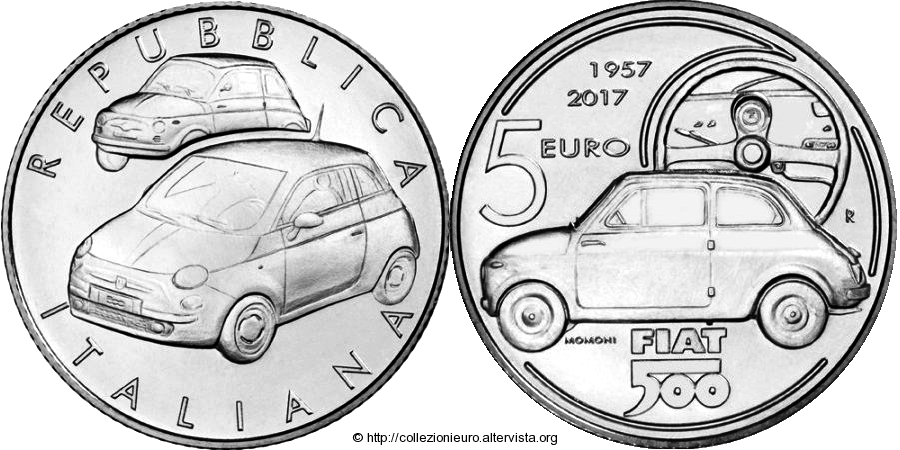 REPUBBLICA
ITALIANA
1957
2017
5 EURO
R
MOMONI
FIAT
500
© http://collezionieuro.altervista.org